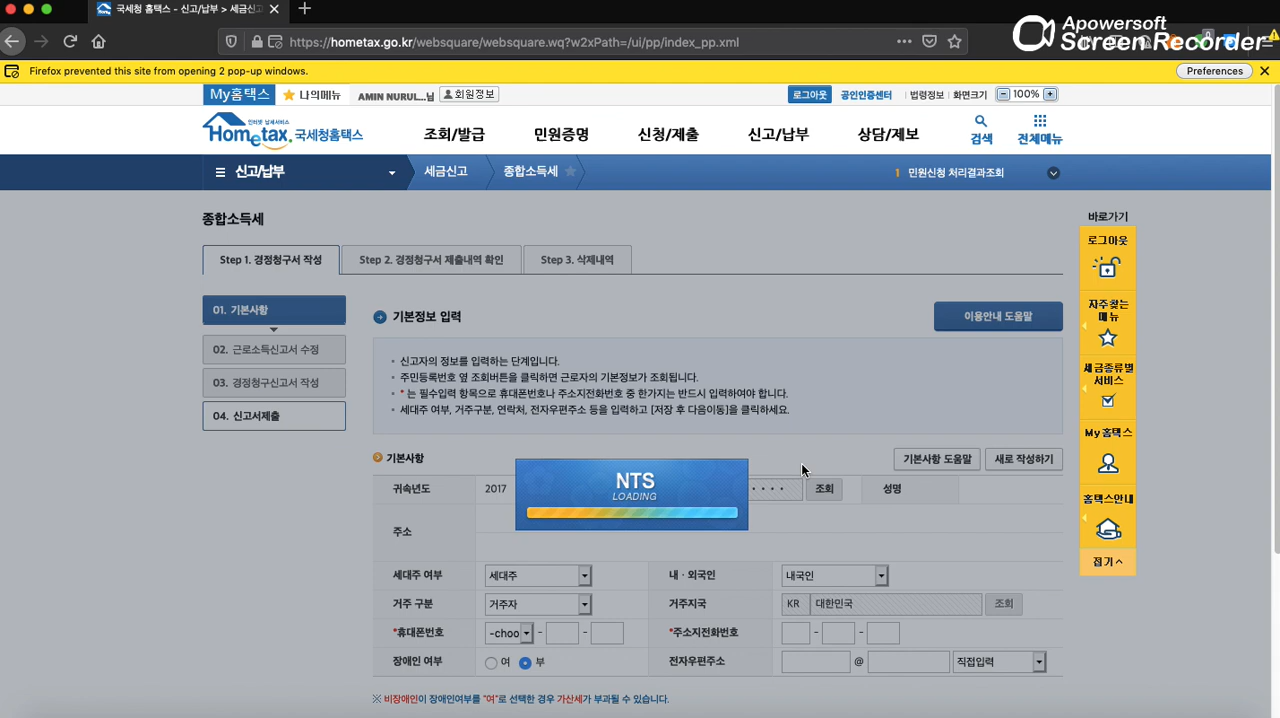 국세청 홈택스 - 신고/납부 > 세금신고
Apowersoft
Screen Recorder
https://hometax.go.kr/websquare/websquare.wq?w2xPath=/ui/pp/index_pp.xml
Firefox prevented this site from opening 2 pop-up windows.
Preferences
My홈택스
나의메뉴
AMIN NURUL...님
회원정보
로그아웃
공인인증센터
법령정보
화면크기
100%
인터넷 납세서비스
Hometax. 국세청홈택스
조회/발급
민원증명
신청/제출
신고/납부
상담/제보
검색
전체메뉴
신고/납부
세금신고
종합소득세
1 민원신청 처리결과조회
종합소득세
Step 1. 경정청구서 작성
Step 2. 경정청구서 제출내역 확인
Step 3. 삭제내역
01. 기본사항
02. 근로소득신고서 수정
03. 경정청구신고서 작성
04. 신고서제출
기본정보 입력
이용안내 도움말
• 신고자의 정보를 입력하는 단계입니다.
• 주민등록번호 옆 조회버튼을 클릭하면 근로자의 기본정보가 조회됩니다.
• * 는 필수입력 항목으로 휴대폰번호나 주소지전화번호 중 한가지는 반드시 입력하여야 합니다.
• 세대주 여부, 거주구분, 연락처, 전자우편주소 등을 입력하고 [저장 후 다음이동]을 클릭하세요.
기본사항
기본사항 도움말
새로 작성하기
귀속년도
2017
조회
성명
NTS
LOADING
주소
세대주 여부
세대주
내 · 외국인
내국인
거주 구분
거주자
거주지국
KR
대한민국
조회
*휴대폰번호
-choo
-
-
*주소지전화번호
-
-
장애인 여부
여
부
전자우편주소
@
직접입력
※ 비장애인이 장애인여부를 "여"로 선택한 경우 가산세가 부과될 수 있습니다.
바로가기
로그아웃
자주찾는
메뉴
세금종류별
서비스
My홈택스
홈택스안내
접기^